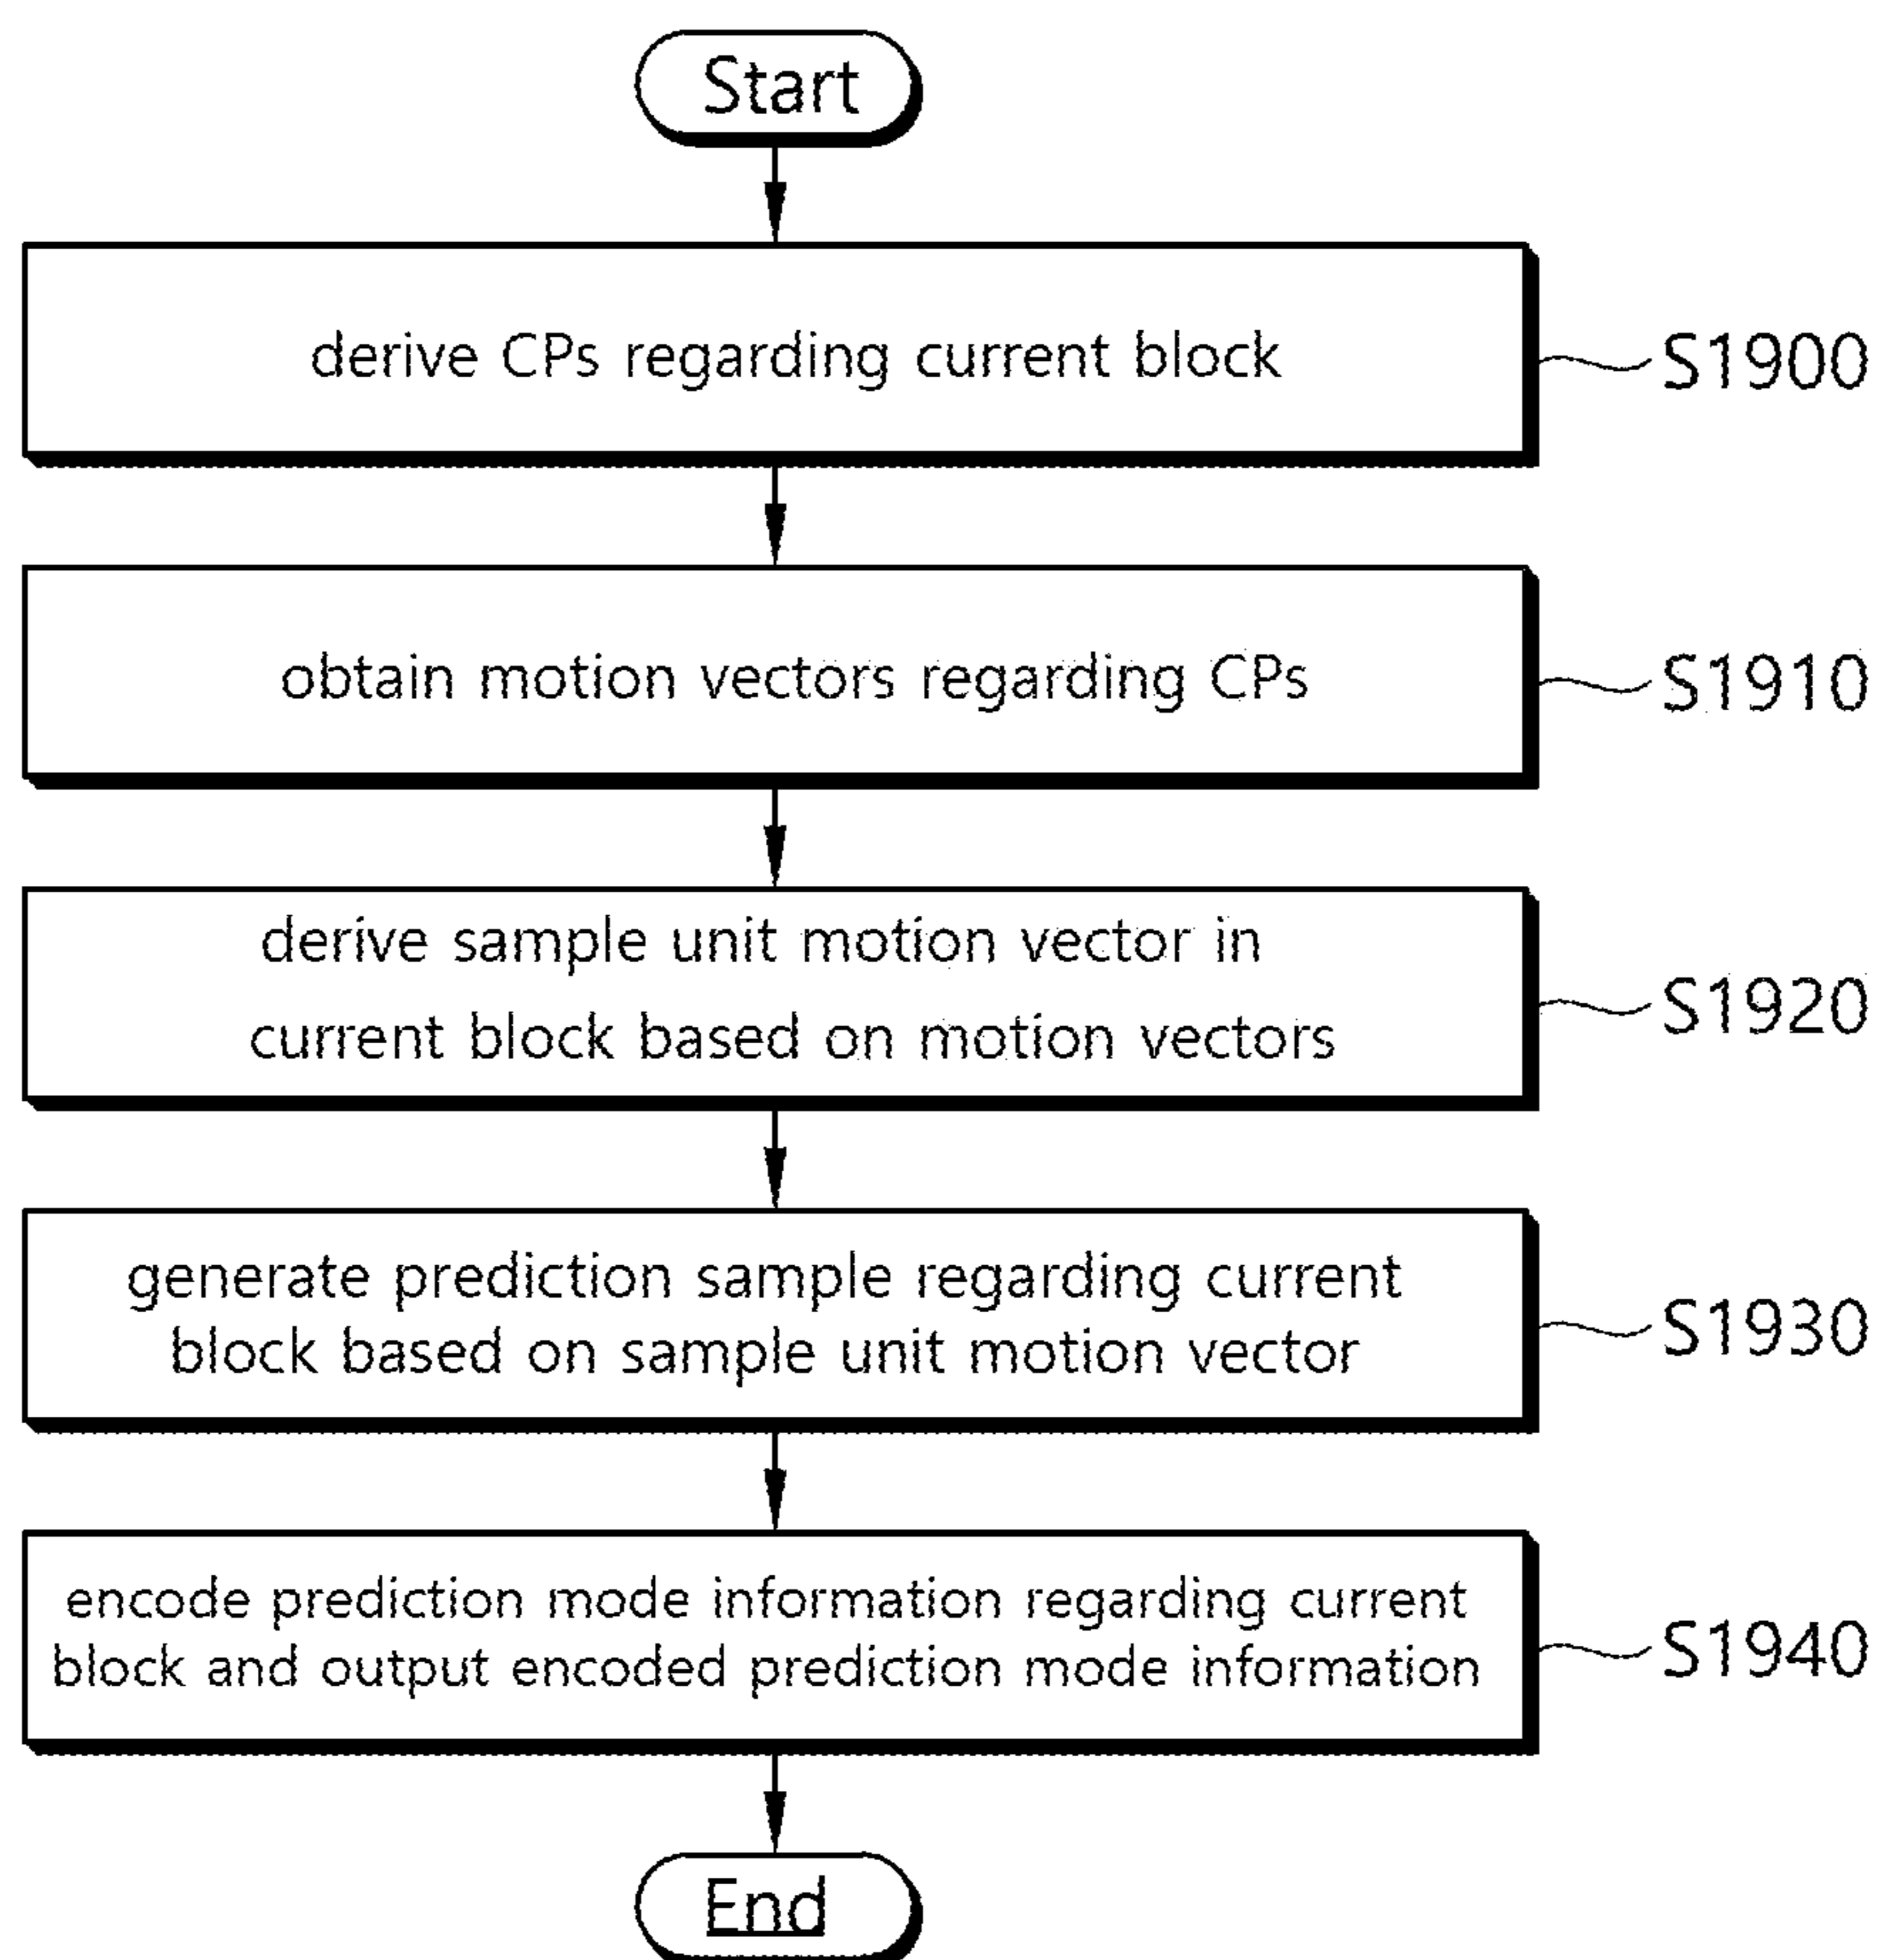 Start
derive CPs regarding current block
S1900
obtain motion vectors regarding CPs
S1910
derive sample unit motion vector in
current block based on motion vectors
S1920
generate prediction sample regarding current
block based on sample unit motion vector
S1930
encode prediction mode information regarding current
block and output encoded prediction mode information
S1940
End